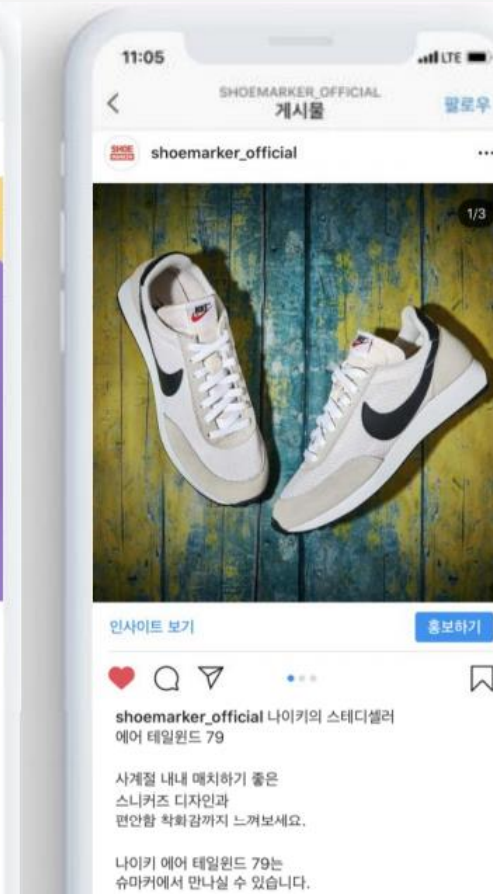 11:05
LTE
SHOEMARKER_OFFICIAL
게시물
팔로우
SHOE
MARKER
shoemarker_official
1/3
NIKE
인사이트 보기
홍보하기
shoemarker_official 나이키의 스테디셀러
에어 테일윈드 79
사계절 내내 매치하기 좋은
스니커즈 디자인과
편안함 착화감까지 느껴보세요.
나이키 에어 테일윈드 79는
슈마커에서 만나실 수 있습니다.